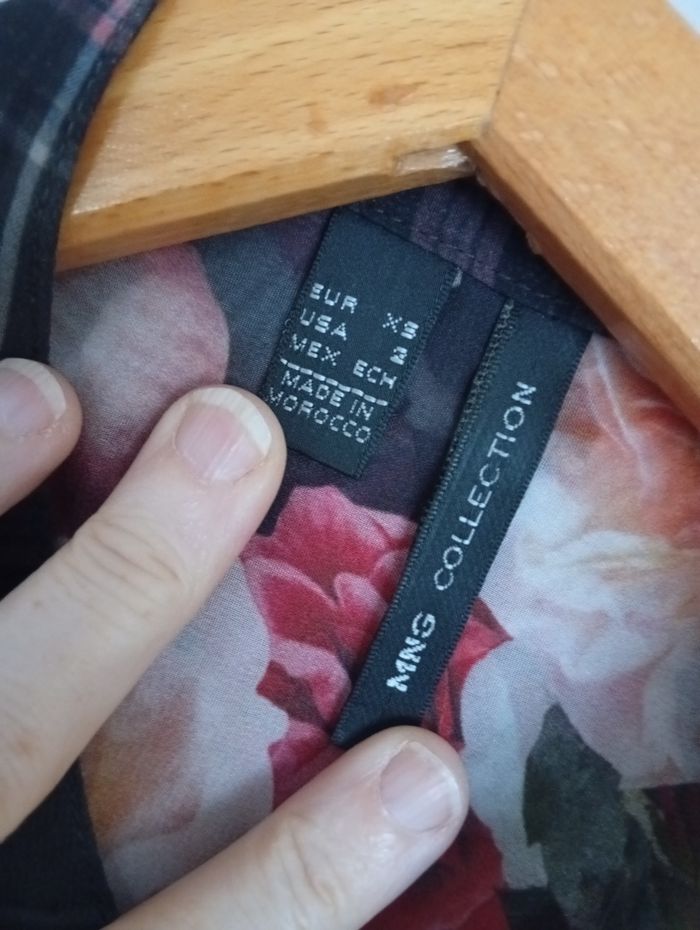 EUR XS
USA 2
MEX ECH
MADE IN
MOROCCO
MNG COLLECTION